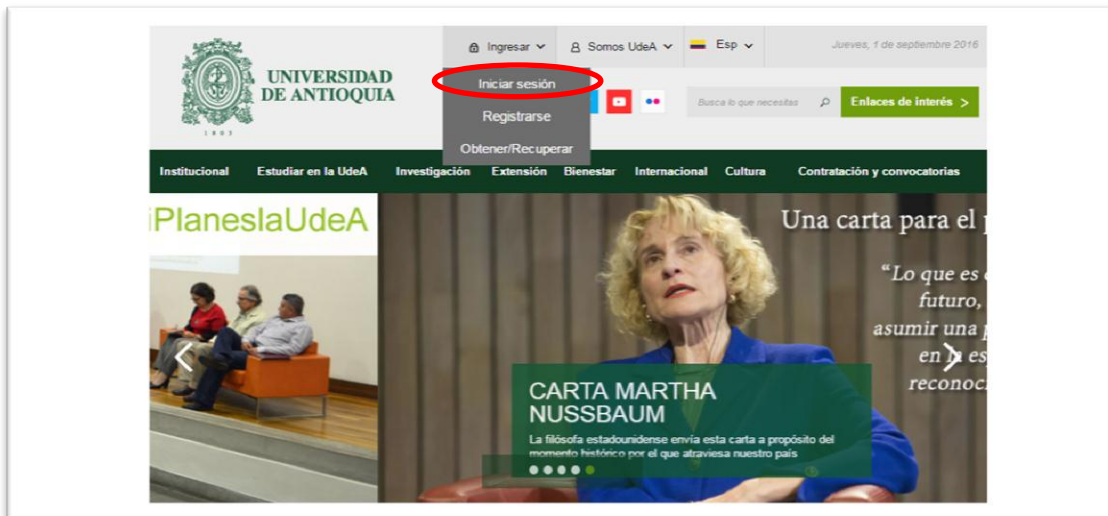 Ingresar
Somos UdeA
Esp
Jueves, 1 de septiembre 2016
UNIVERSIDAD
DE ANTIOQUIA
1803
Iniciar sesión
Registrarse
Obtener/Recuperar
Busca lo que necesitas
Enlaces de interés >
Institucional Estudiar en la UdeA Investigación Extensión Bienestar Internacional Cultura Contratación y convocatorias
iPlaneslaUdeA
Una carta para el
“Lo que es
futuro,
asumir una
en la es
reconoc
CARTA MARTHA
NUSSBAUM
La filósofa estadounidense envía esta carta a propósito del
momento histórico por el que atraviesa nuestro país